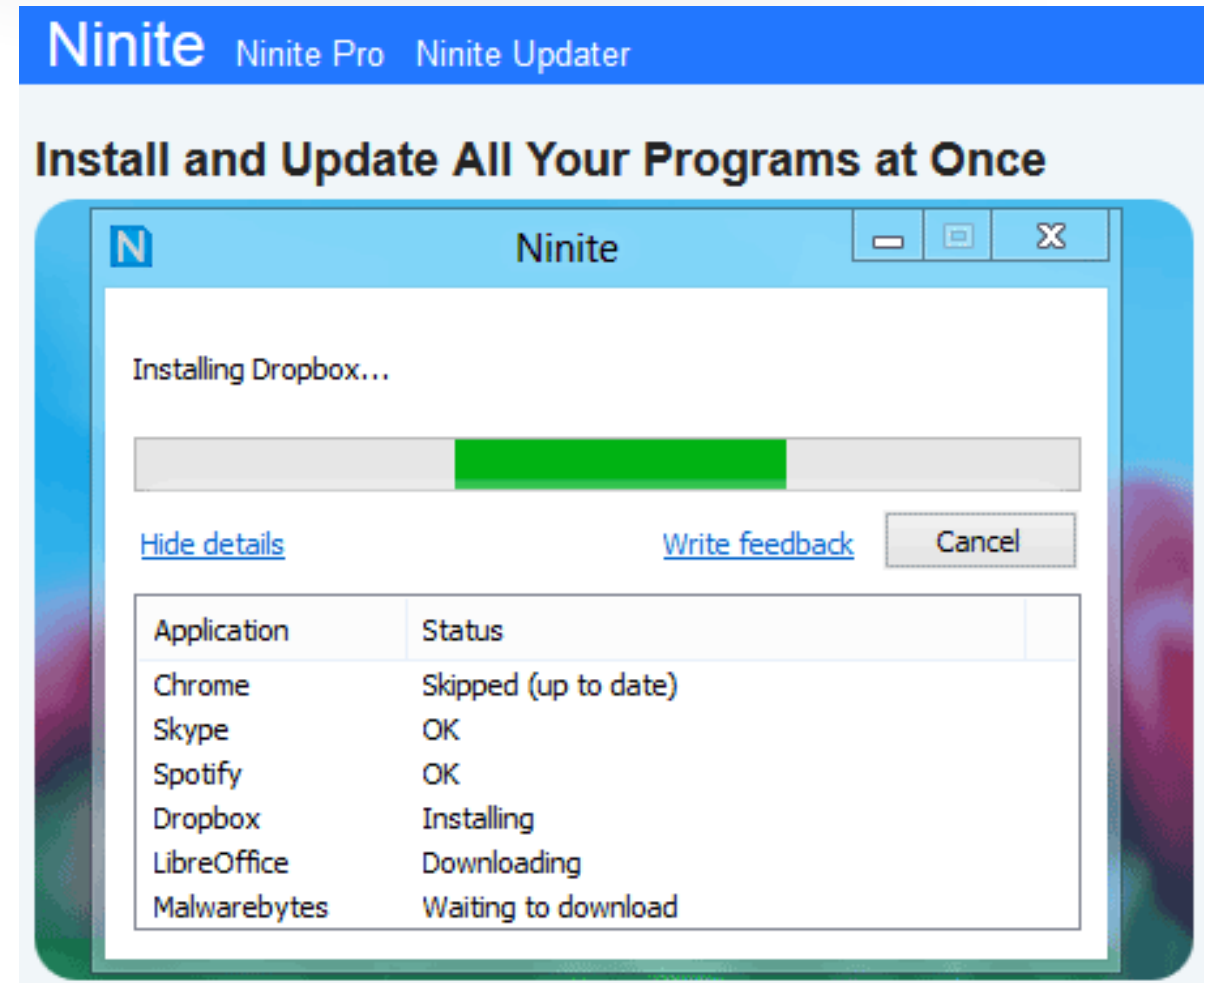 Ninite Ninite Pro Ninite Updater
Install and Update All Your Programs at Once
N Ninite
Installing Dropbox...
Hide details Write feedback Cancel
Application Status
Chrome Skipped (up to date)
Skype OK
Spotify OK
Dropbox Installing
LibreOffice Downloading
Malwarebytes Waiting to download